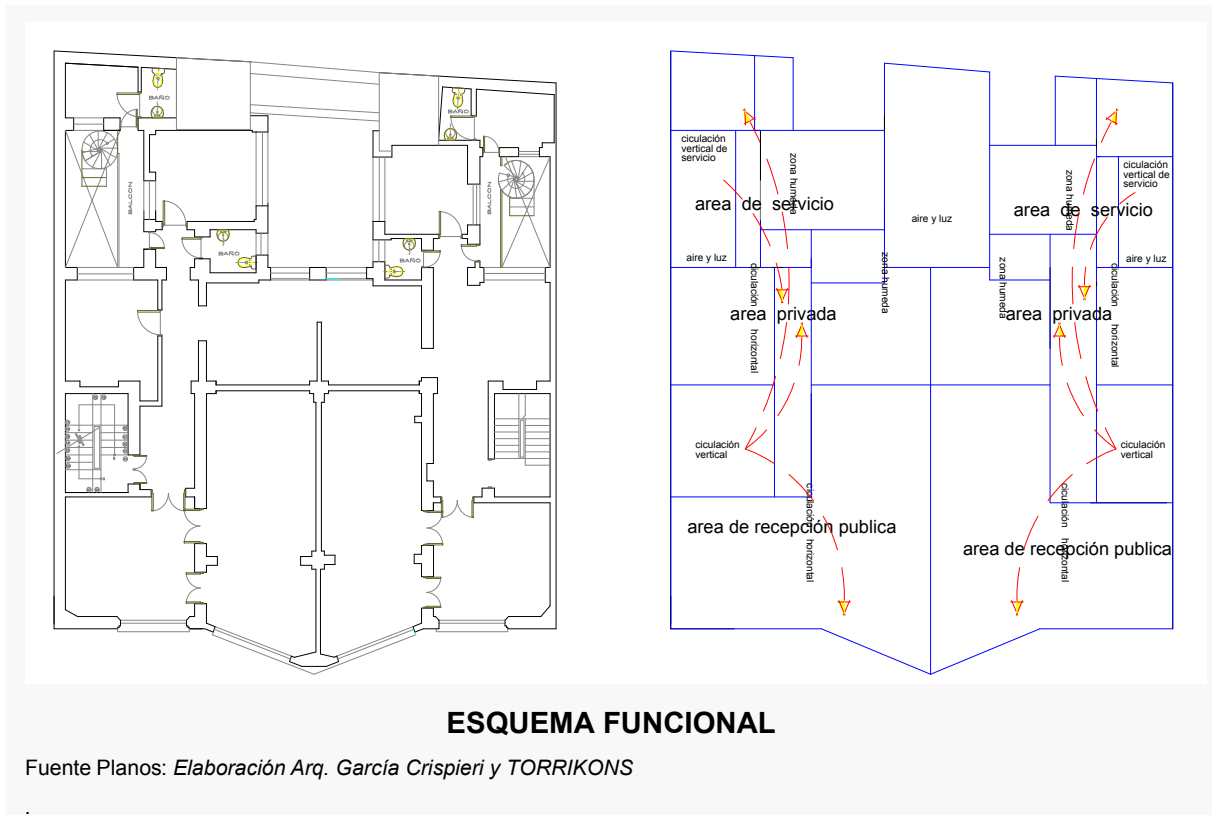 BAÑO
BAÑO
BALCON
BALCON
BAÑO
BAÑO
ciculación
vertical de
servicio
zona humeda
area de servicio
aire y luz
aire y luz
zona humeda
ciculación
vertical de
servicio
area de servicio
aire y luz
zona humeda
zona humeda
ciculación horizontal
area privada
area privada
ciculación horizontal
ciculación
vertical
ciculación
vertical
ciculación horizontal
area de recepción publica
ciculación horizontal
area de recepción publica
ESQUEMA FUNCIONAL
Fuente Planos: Elaboración Arq. García Crispieri y TORRIKONS